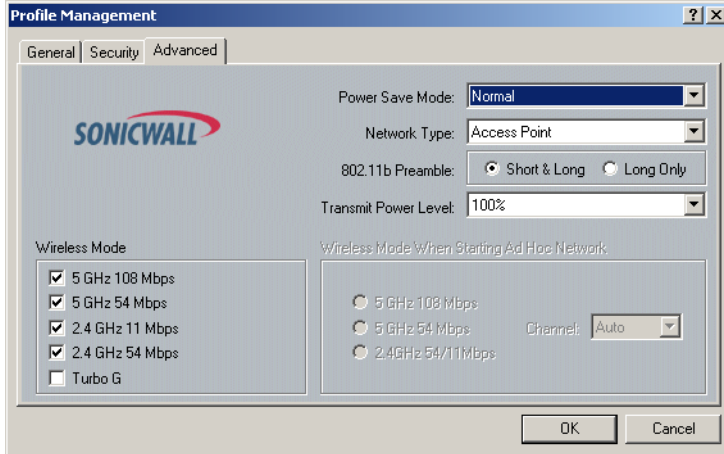 Profile Management
General Security Advanced
SONICWALL
Power Save Mode: Normal
Network Type: Access Point
802.11b Preamble: Short & Long Long Only
Transmit Power Level: 100%
Wireless Mode
5 GHz 108 Mbps
5 GHz 54 Mbps
2.4 GHz 11 Mbps
2.4 GHz 54 Mbps
Turbo G
Wireless Mode When Starting Ad Hoc Network
5 GHz 108 Mbps
5 GHz 54 Mbps
2.4GHz 54/11Mbps
Channel: Auto
OK Cancel